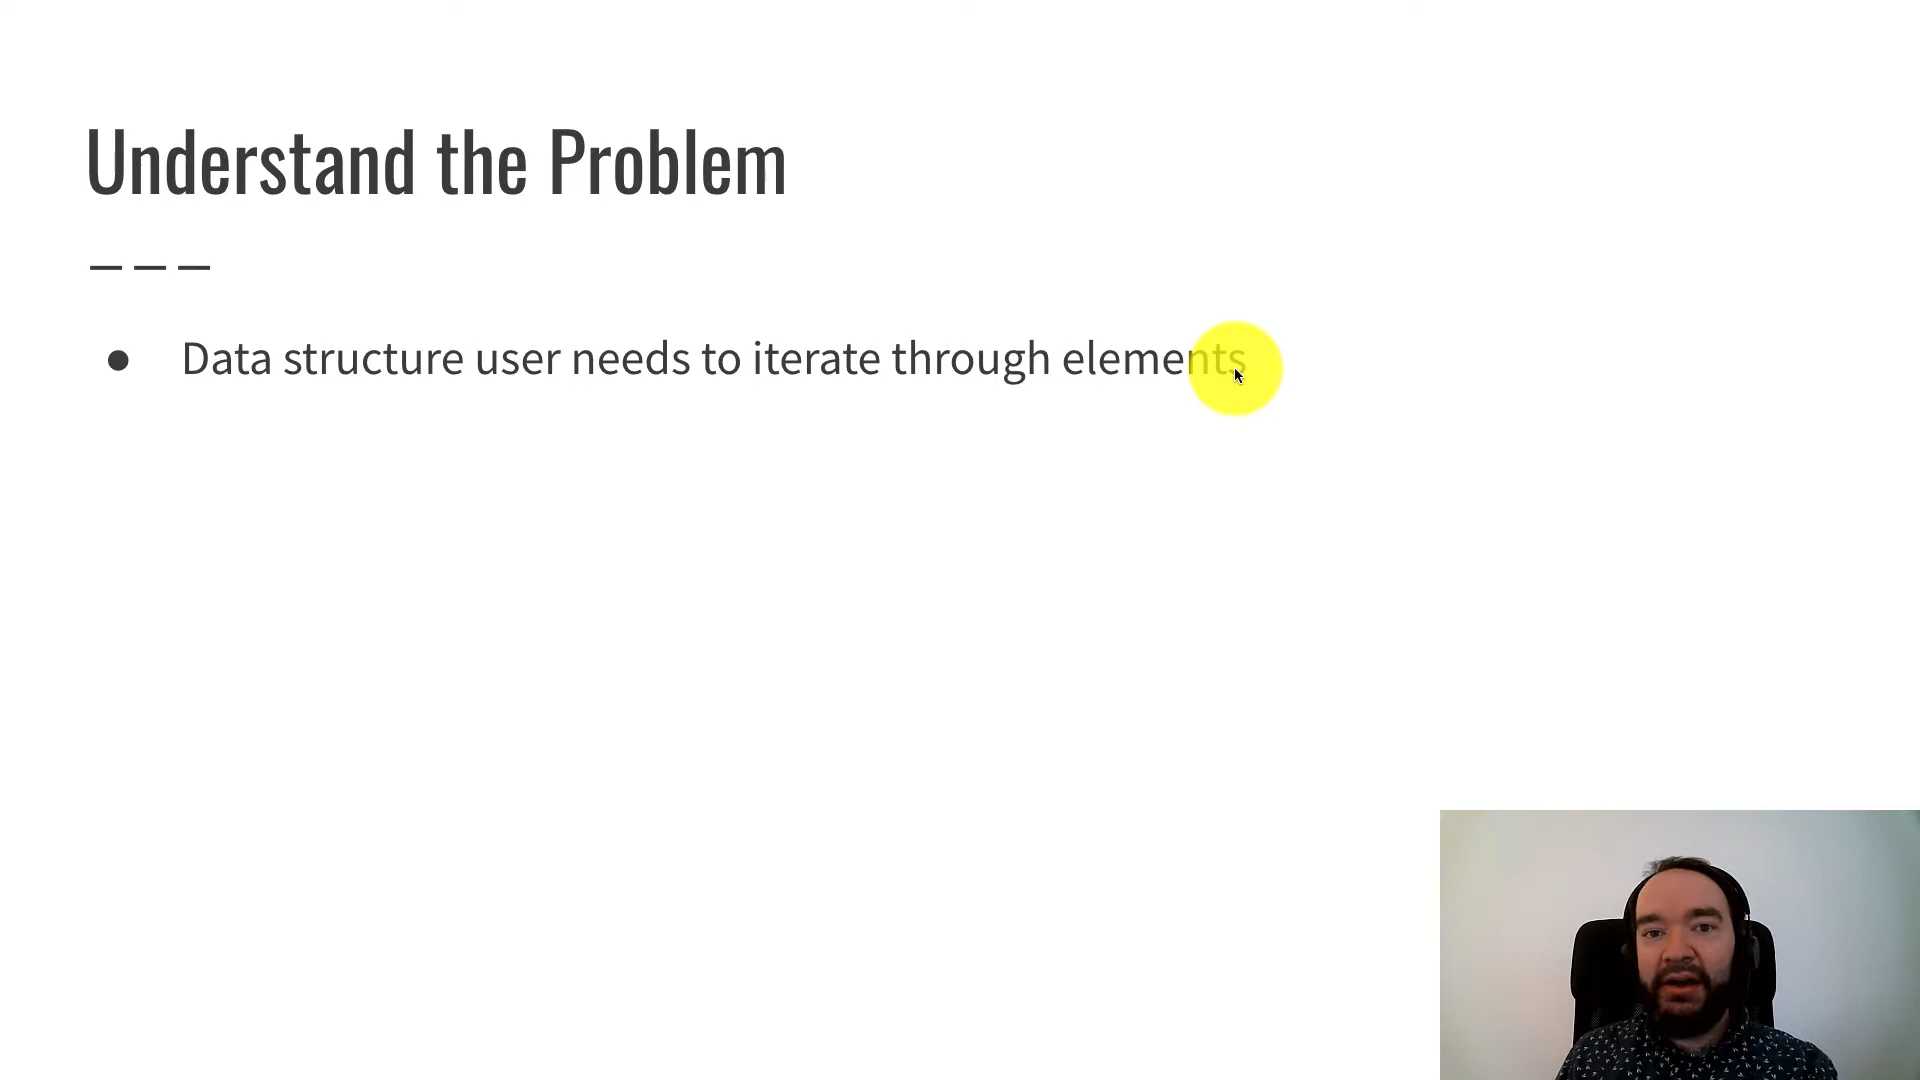 Understand the Problem
● Data structure user needs to iterate through elements